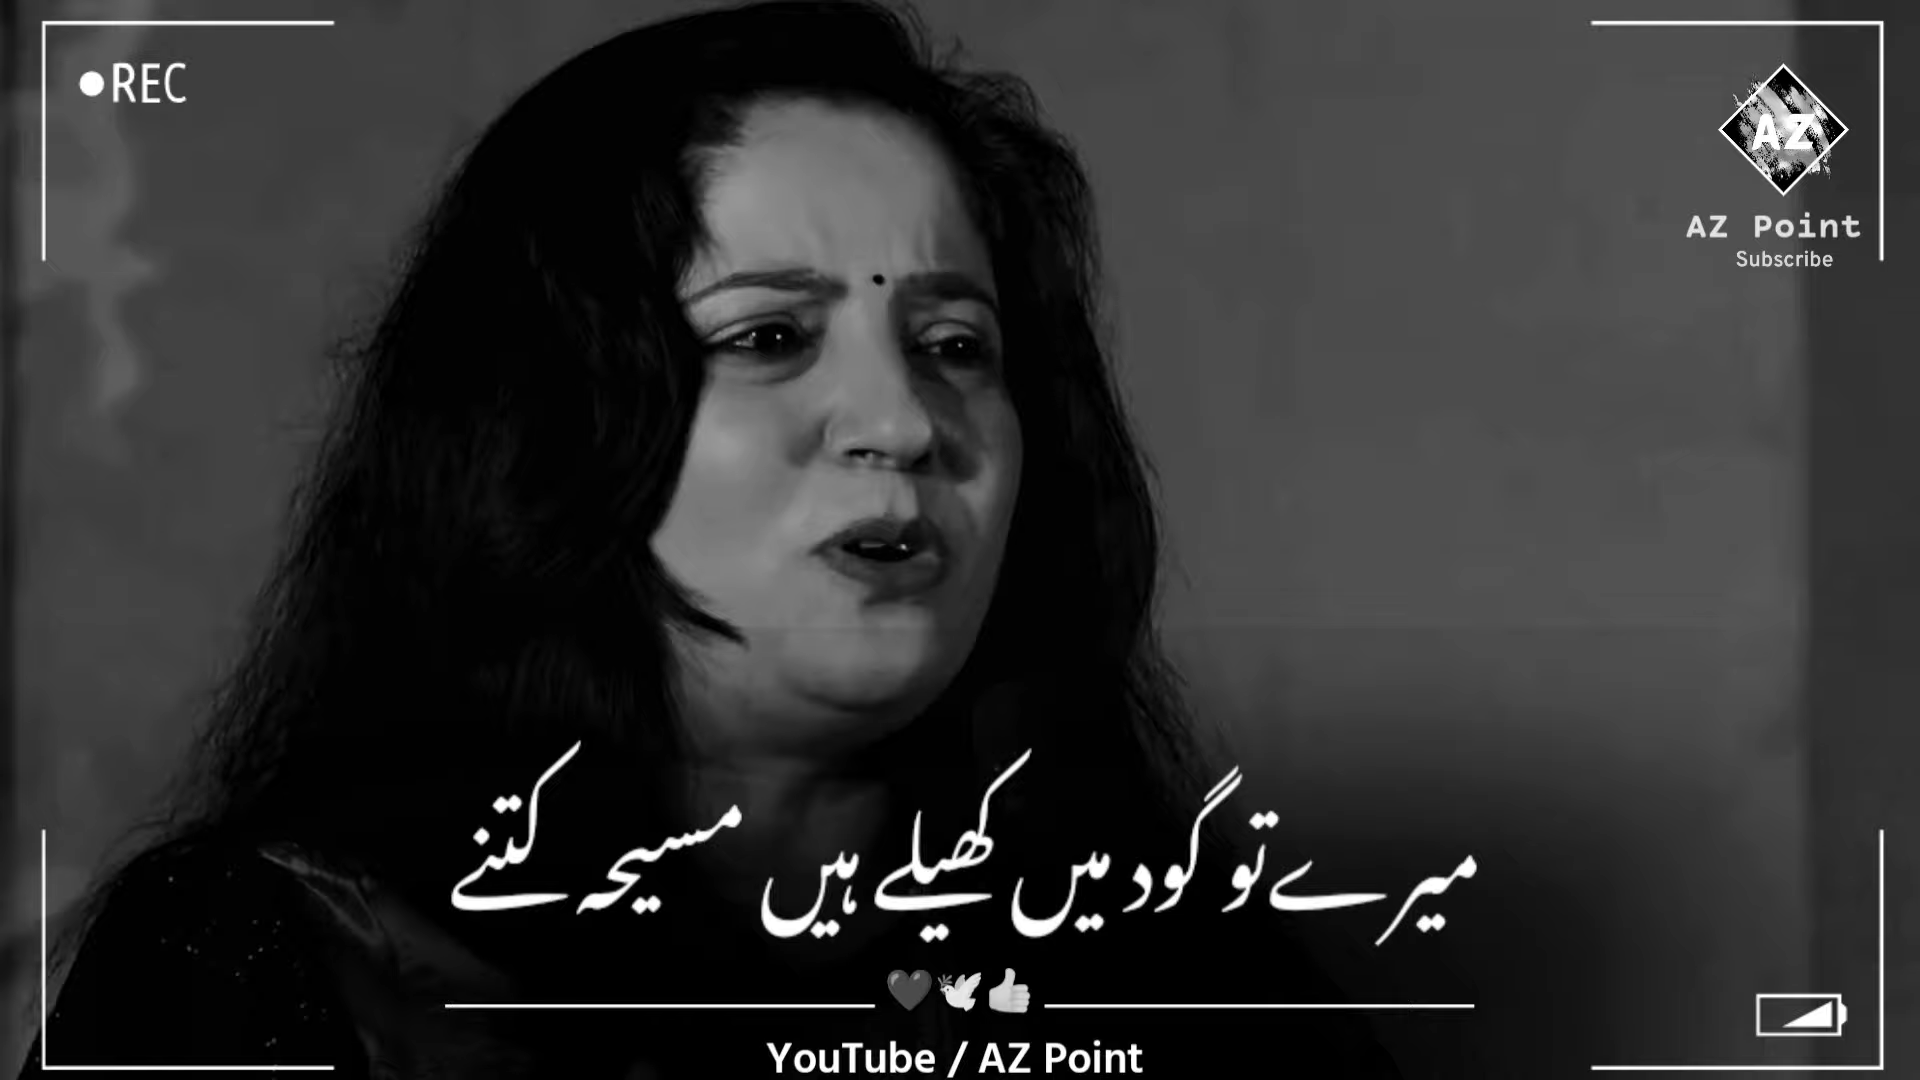 REC
AZ
AZ Point
Subscribe
میرے تو گود میں کھیلے ہیں مسیحہ کتنے
YouTube / AZ Point